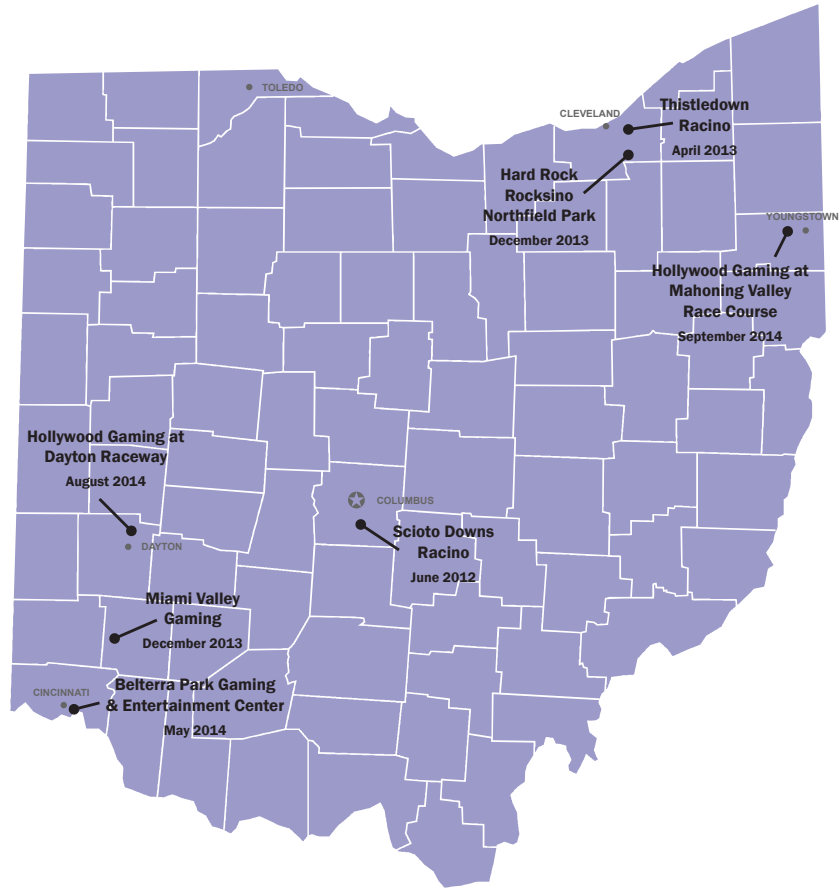 TOLEDO
CLEVELAND
Thistledown
Racino
April 2013
Hard Rock
Rocksino
Northfield Park
December 2013
YOUNGSTOWN
Hollywood Gaming at
Mahoning Valley
Race Course
September 2014
Hollywood Gaming at
Dayton Raceway
August 2014
COLUMBUS
Scioto Downs
Racino
June 2012
DAYTON
Miami Valley
Gaming
December 2013
CINCINNATI
Belterra Park Gaming
& Entertainment Center
May 2014